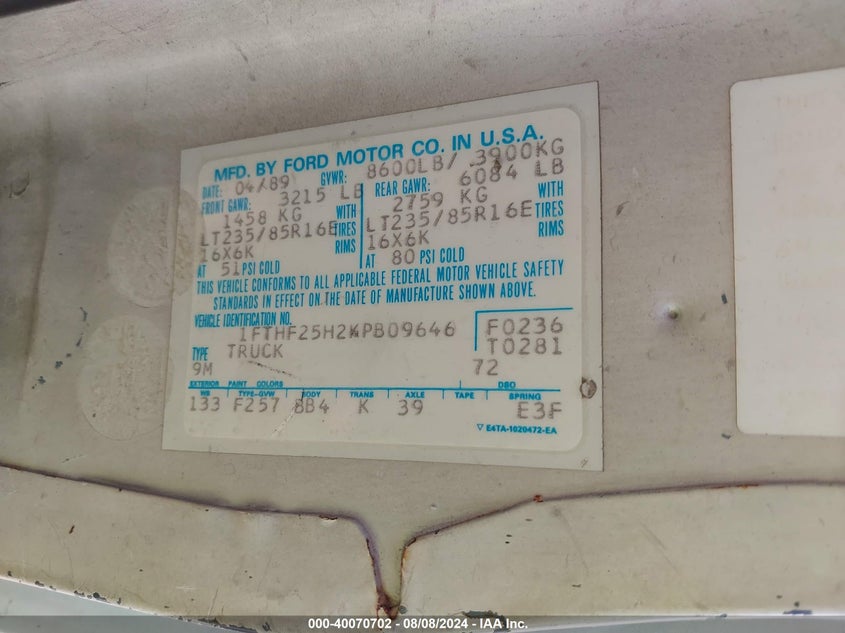 MFD. BY FORD MOTOR CO. IN U.S.A.
DATE: 04/89 GVWR: 8600LB/ 3900KG
FRONT GAWR: 3215 LB REAR GAWR: 6084 LB
1458 KG WITH 2759 KG WITH
LT235/85R16E TIRES LT235/85R16E TIRES
16X6K RIMS 16X6K RIMS
AT 51 PSI COLD AT 80 PSI COLD
THIS VEHICLE CONFORMS TO ALL APPLICABLE FEDERAL MOTOR VEHICLE SAFETY
STANDARDS IN EFFECT ON THE DATE OF MANUFACTURE SHOWN ABOVE.
VEHICLE IDENTIFICATION NO.
1FTHF25H2KPB09646 F0236
TYPE TRUCK T0281
9M 72
EXTERIOR PAINT COLORS DSO
WB TYPE-GVW BODY TRANS AXLE TAPE SPRING
133 F257 BB4 K 39 E3F
▽ E4TA-1020472-EA
000-40070702 - 08/08/2024 - IAA Inc.